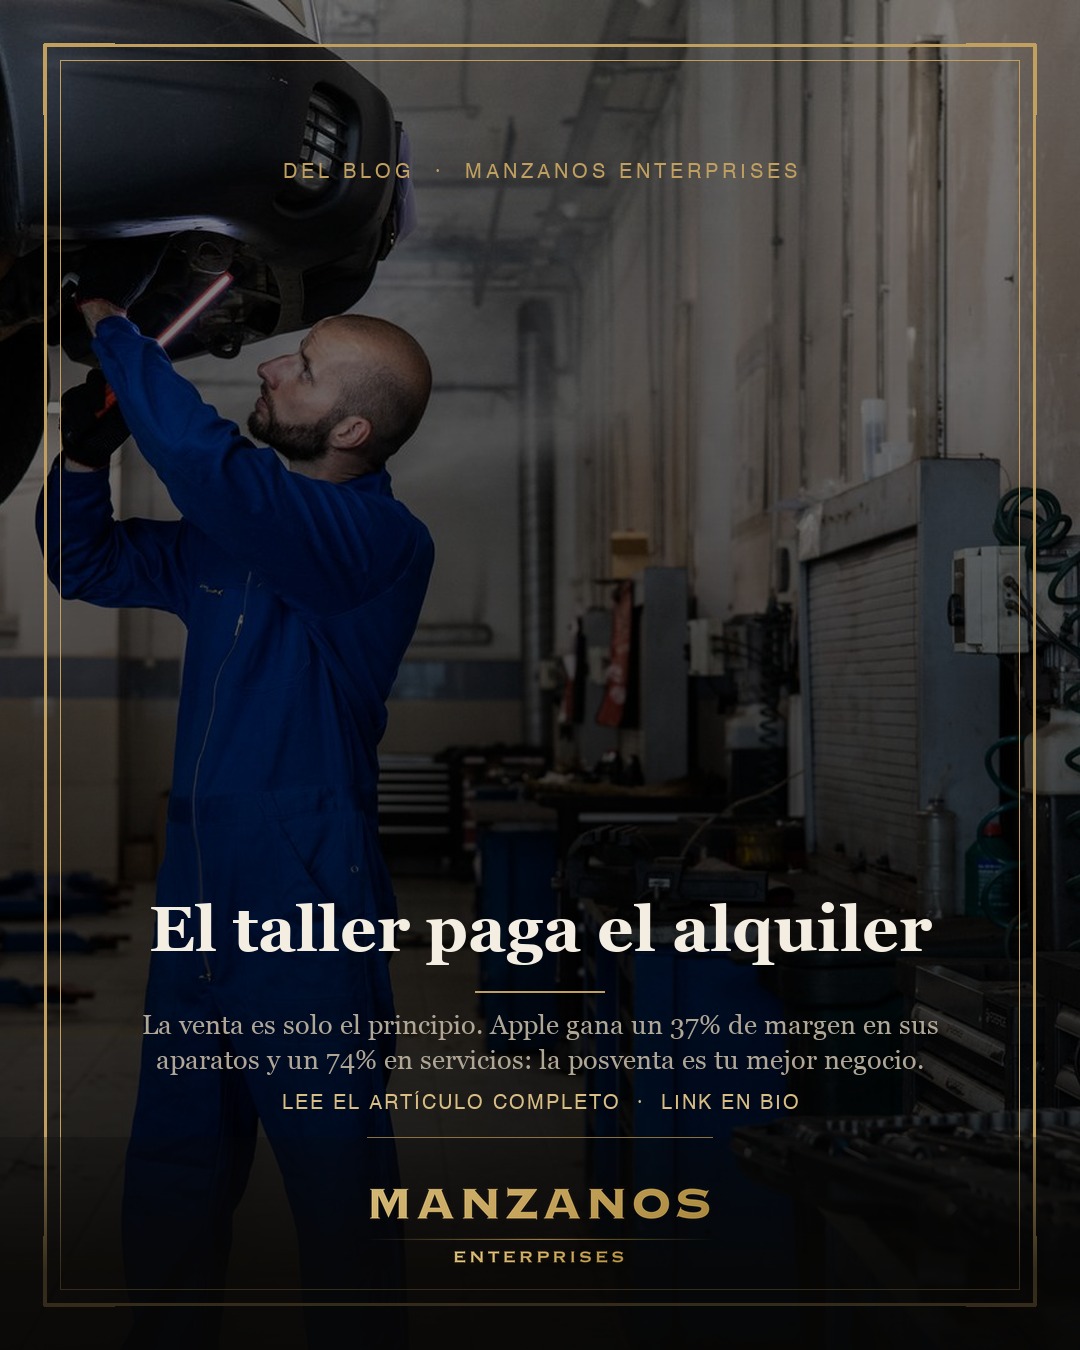 DEL BLOG · MANZANOS ENTERPRISES
El taller paga el alquiler
La venta es solo el principio. Apple gana un 37% de margen en sus
aparatos y un 74% en servicios: la posventa es tu mejor negocio.
LEE EL ARTÍCULO COMPLETO · LINK EN BIO
MANZANOS
ENTERPRISES